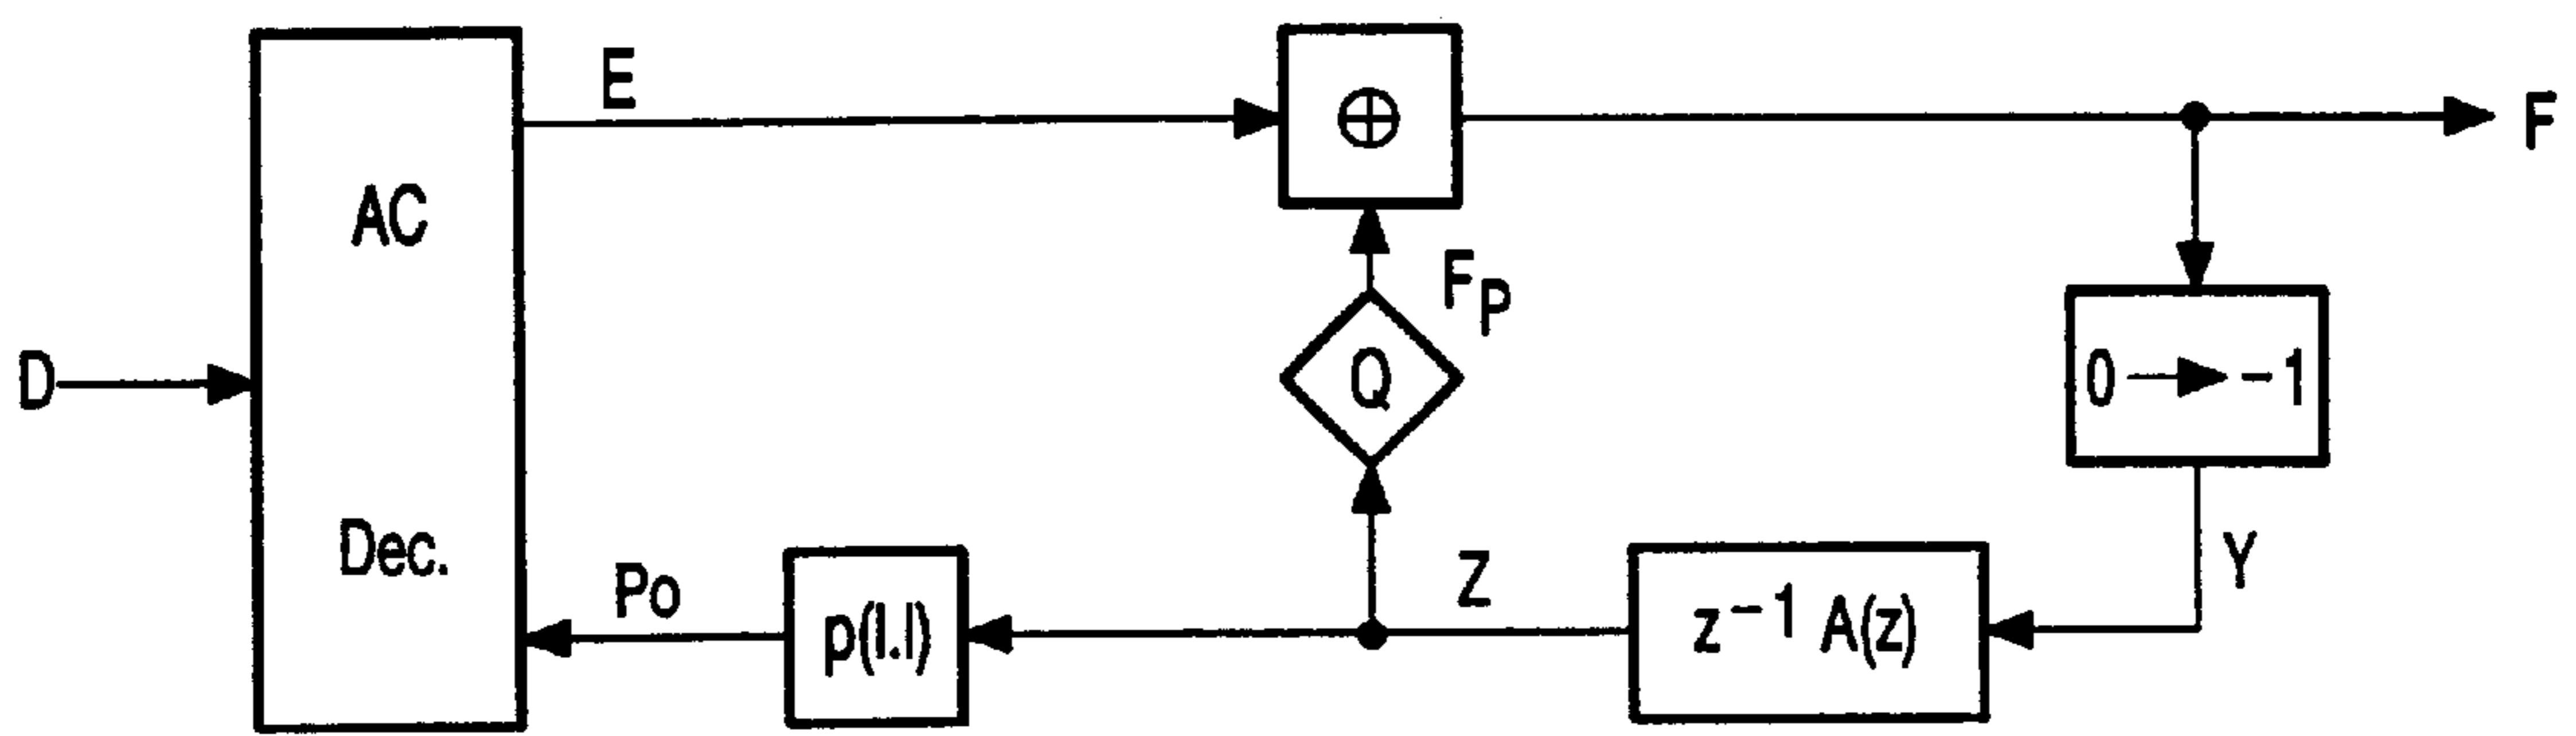 E
⊕
F
AC
F_P
D
Q
0 → -1
Dec.
Po
p(|.|)
Z
z^{-1} A(z)
Y